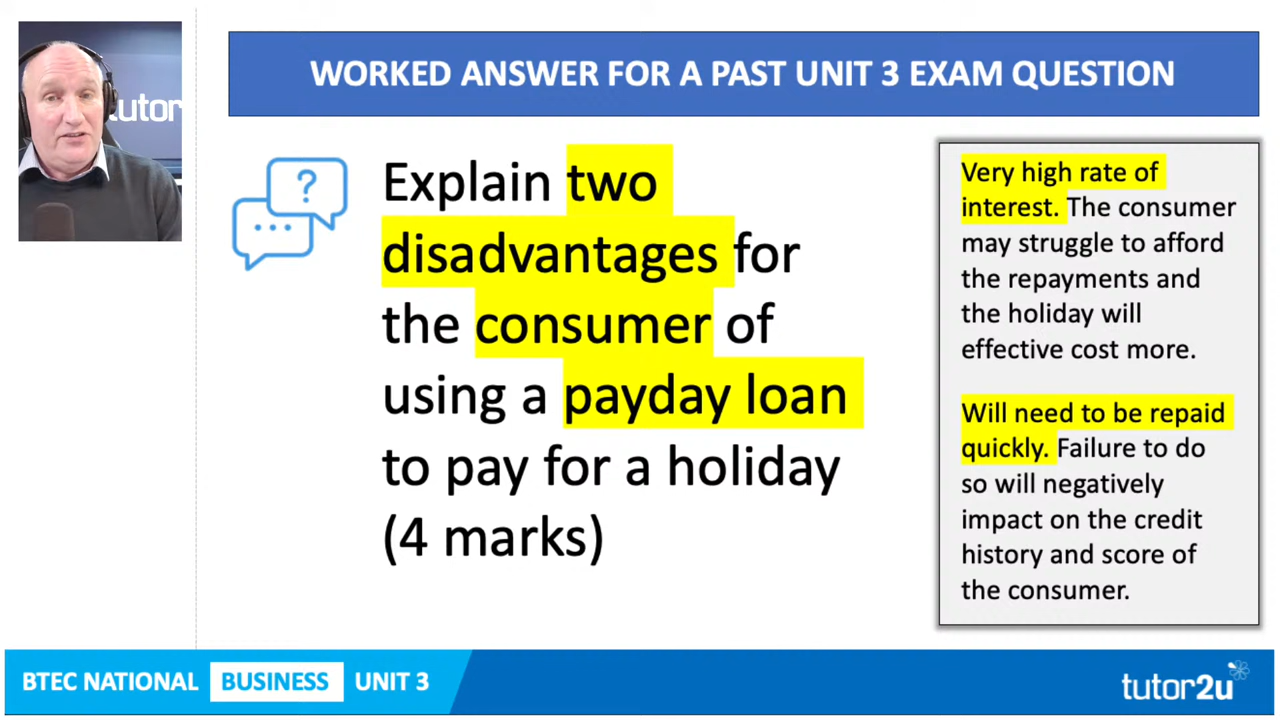 tutor
WORKED ANSWER FOR A PAST UNIT 3 EXAM QUESTION
?
Explain two
disadvantages for
the consumer of
using a payday loan
to pay for a holiday
(4 marks)
Very high rate of
interest. The consumer
may struggle to afford
the repayments and
the holiday will
effective cost more.
Will need to be repaid
quickly. Failure to do
so will negatively
impact on the credit
history and score of
the consumer.
BTEC NATIONAL BUSINESS UNIT 3
tutor2u